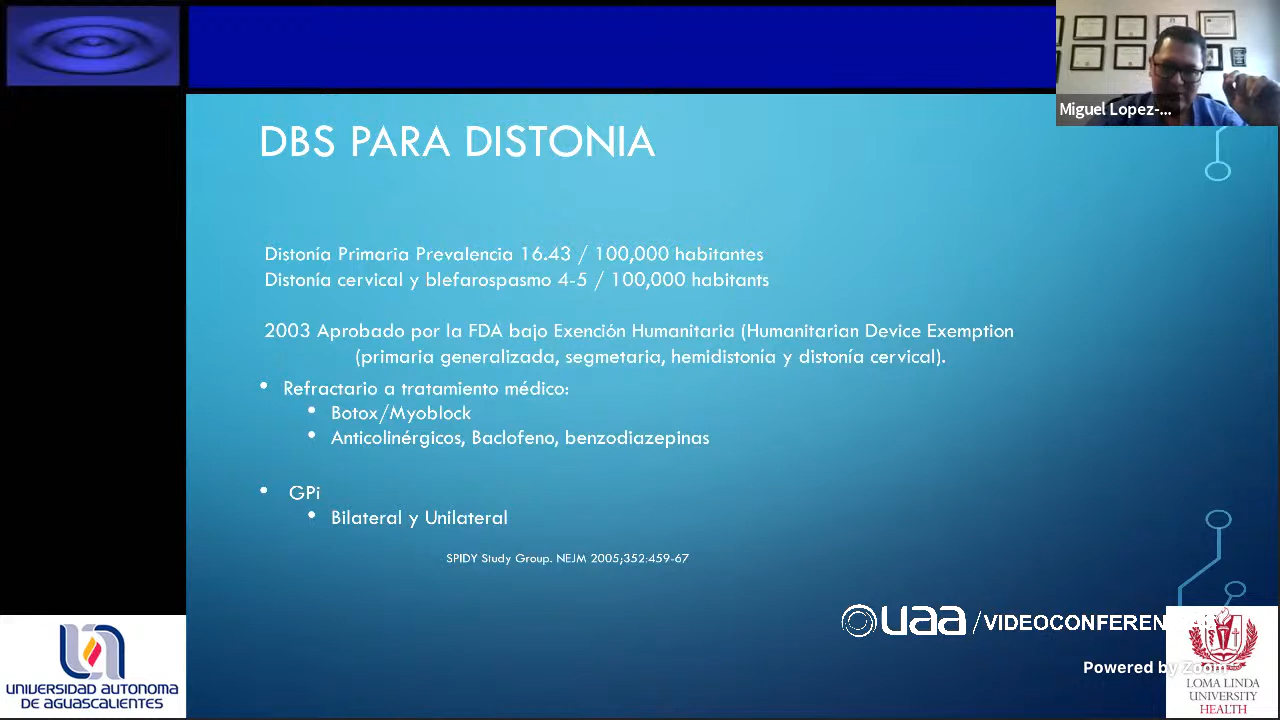 Miguel Lopez-...
DBS PARA DISTONIA
Distonía Primaria Prevalencia 16.43 / 100,000 habitantes
Distonía cervical y blefarospasmo 4-5 / 100,000 habitants
2003 Aprobado por la FDA bajo Exención Humanitaria (Humanitarian Device Exemption
(primaria generalizada, segmetaria, hemidistonía y distonía cervical).
• Refractario a tratamiento médico:
• Botox/Myoblock
• Anticolinérgicos, Baclofeno, benzodiazepinas
• GPi
• Bilateral y Unilateral
SPIDY Study Group. NEJM 2005;352:459-67
uaa /VIDEOCONFEREN
Powered by Zoom
UNIVERSIDAD AUTONOMA
DE AGUASCALIENTES
LOMA LINDA
UNIVERSITY
HEALTH